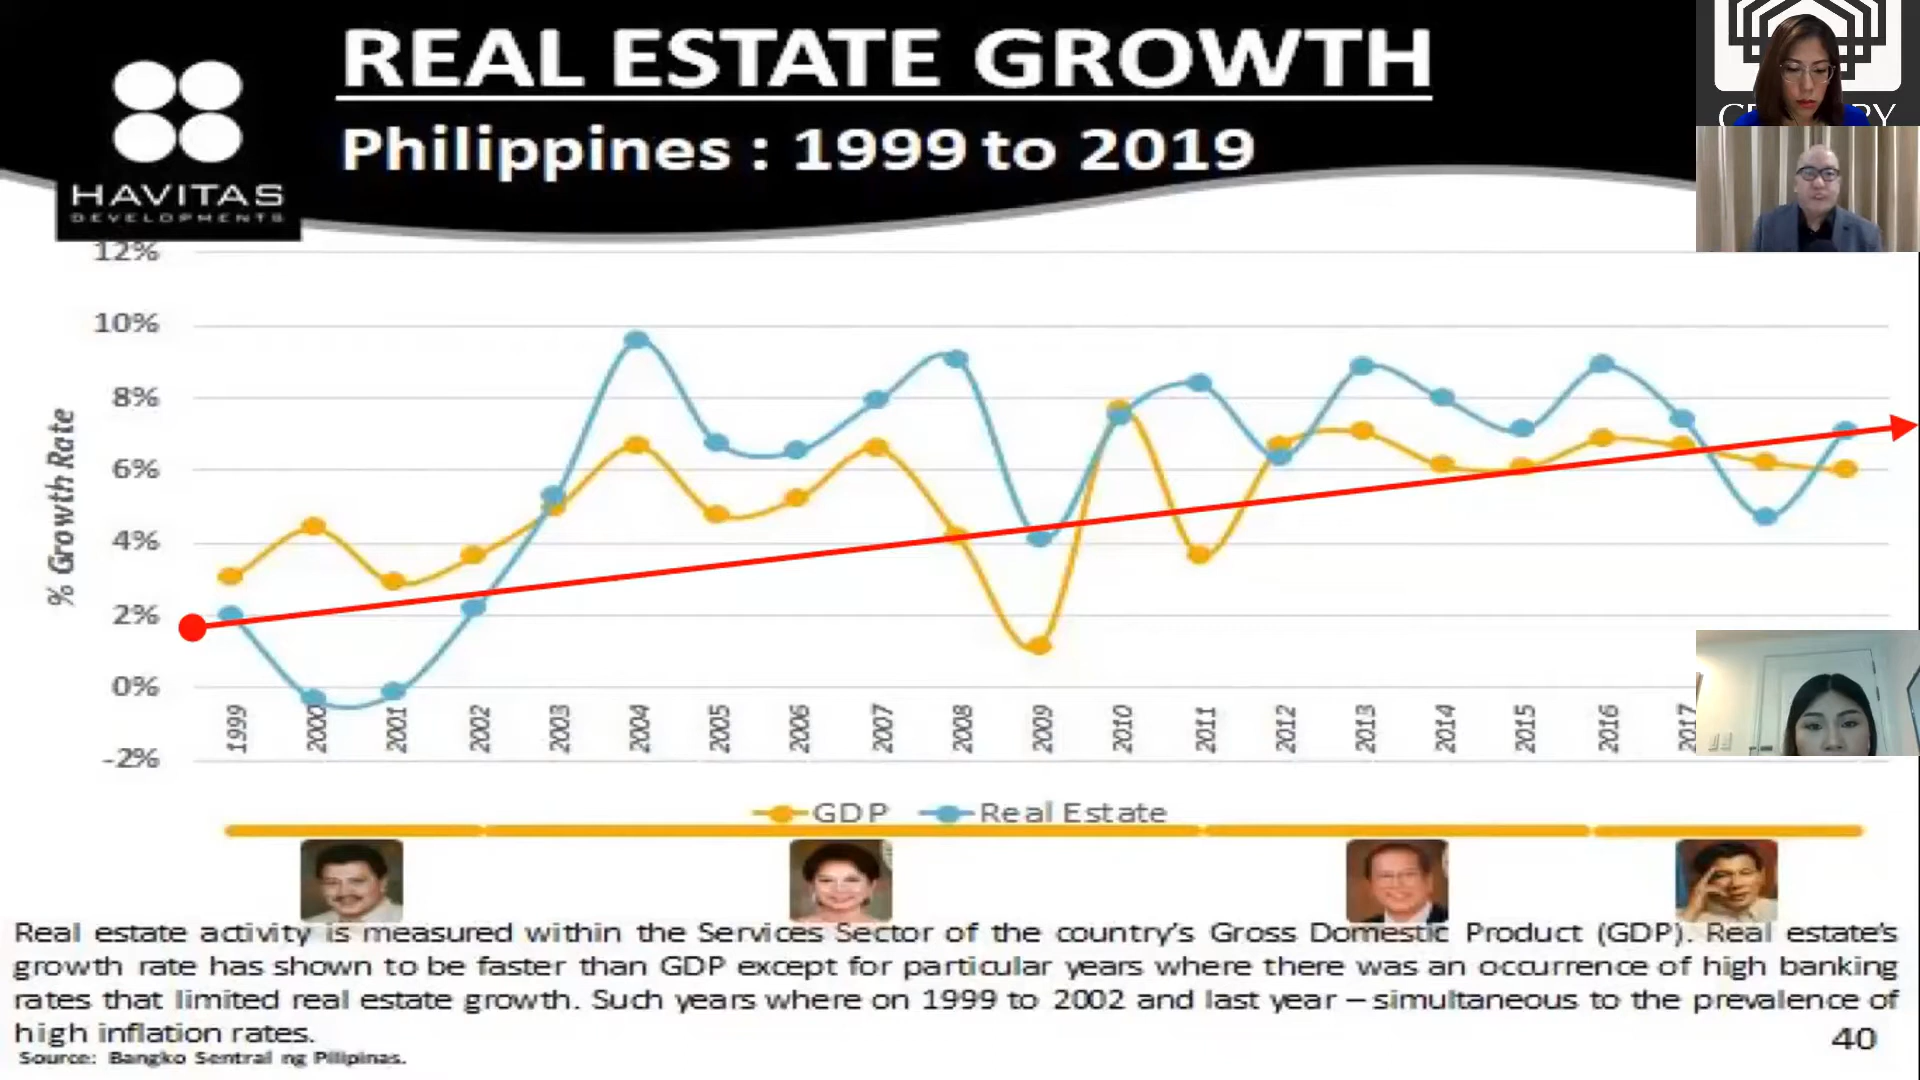 REAL ESTATE GROWTH
Philippines : 1999 to 2019
HAVITAS
DEVELOPMENTS
12%
10%
8%
6%
4%
2%
0%
-2%
% Growth Rate
1999
2000
2001
2002
2003
2004
2005
2006
2007
2008
2009
2010
2011
2012
2013
2014
2015
2016
2017
GDP
Real Estate
Real estate activity is measured within the Services Sector of the country's Gross Domestic Product (GDP). Real estate's
growth rate has shown to be faster than GDP except for particular years where there was an occurrence of high banking
rates that limited real estate growth. Such years where on 1999 to 2002 and last year – simultaneous to the prevalence of
high inflation rates.
40
Source: Bangko Sentral ng Pilipinas.